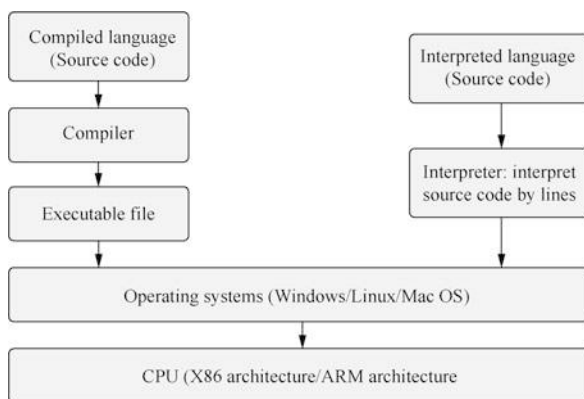 Compiled language
(Source code)
Compiler
Executable file
Interpreted language
(Source code)
Interpreter: interpret
source code by lines
Operating systems (Windows/Linux/Mac OS)
CPU (X86 architecture/ARM architecture